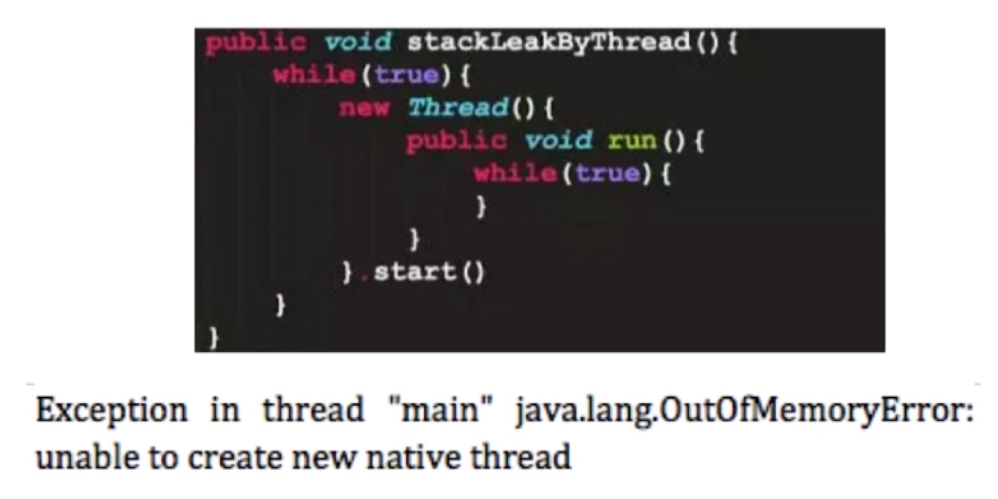 public void stackLeakByThread(){
while(true){
new Thread(){
public void run(){
while(true){
}
}
}.start()
}
}
Exception in thread "main" java.lang.OutOfMemoryError:
unable to create new native thread